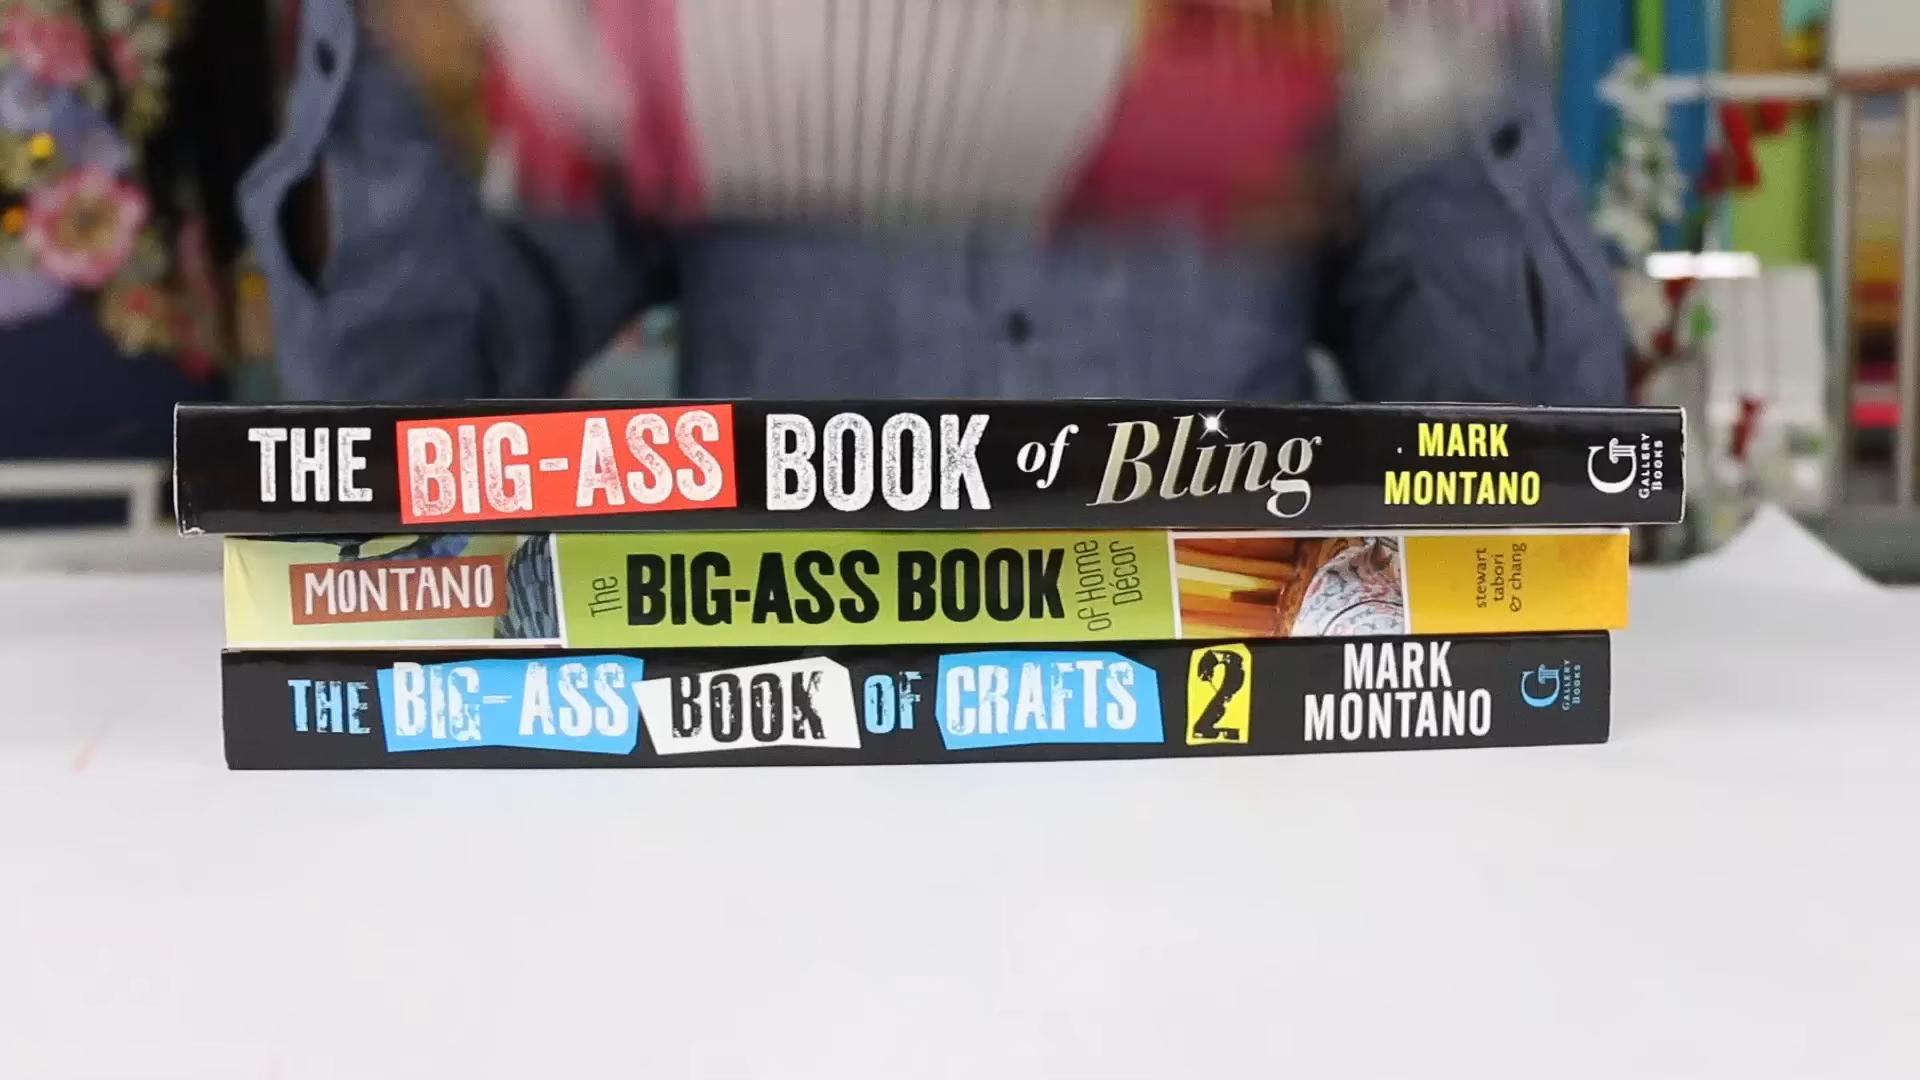 THE BIG-ASS BOOK of Bling
MARK
MONTANO
G
GALLERY
BOOKS
MONTANO
The
BIG-ASS BOOK
of Home
Décor
stewart
tabori
& chang
THE BIG-ASS BOOK OF CRAFTS 2
MARK
MONTANO
G
GALLERY
BOOKS